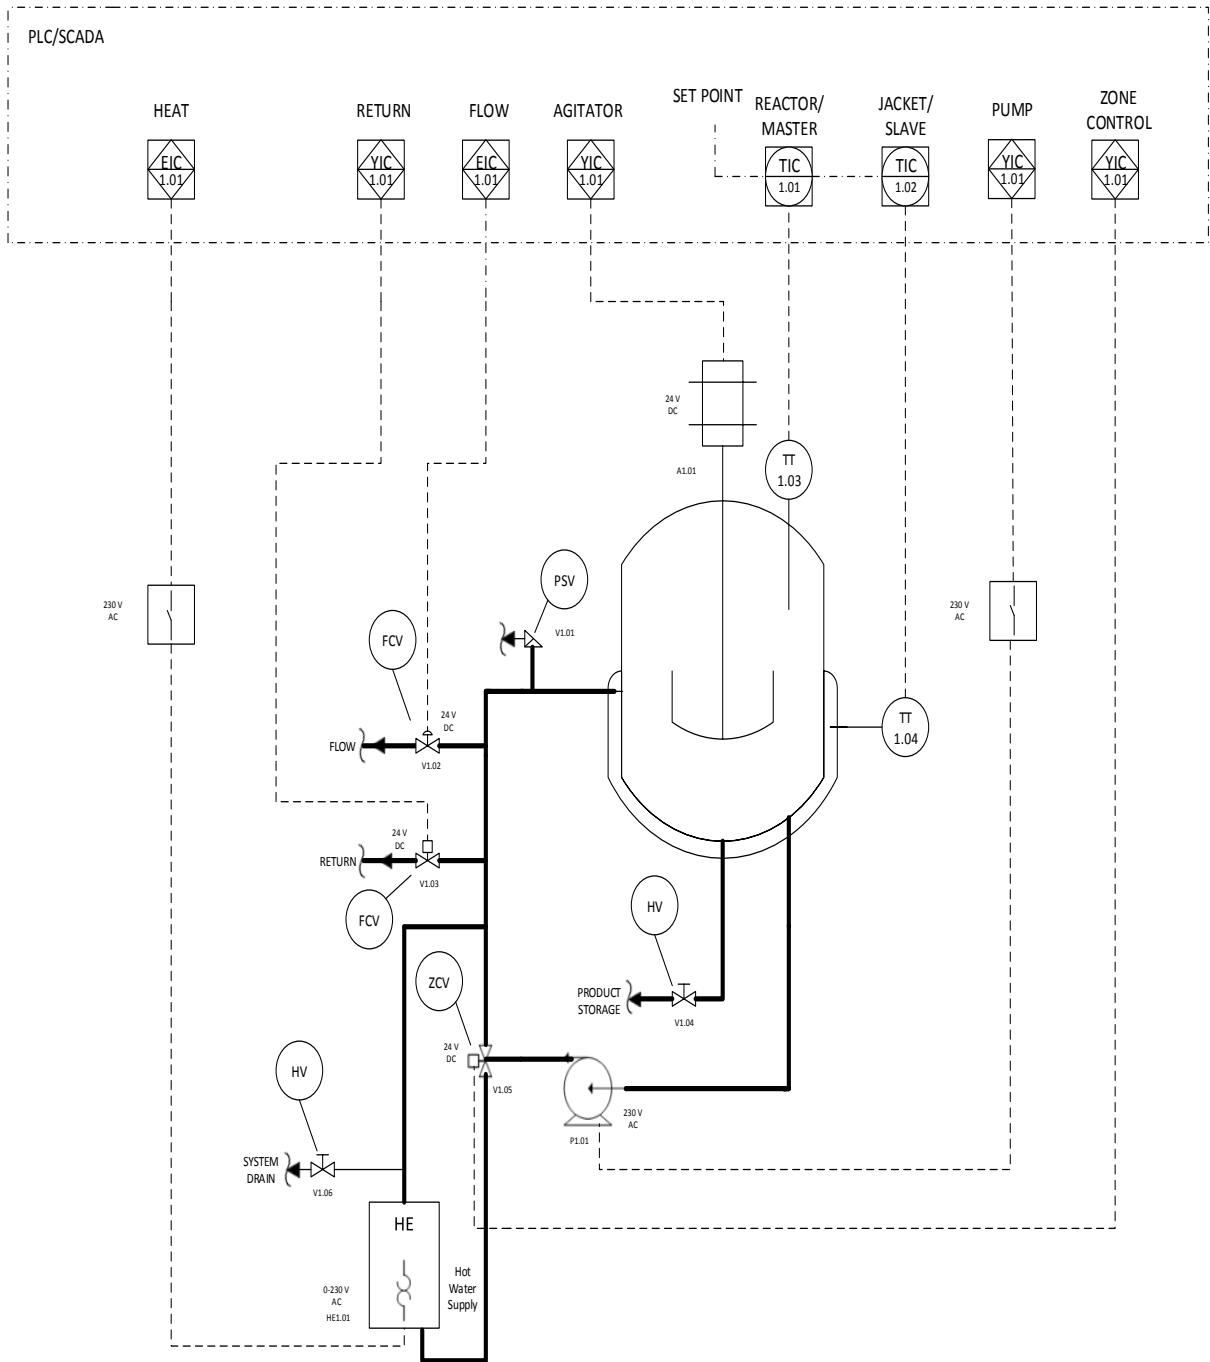 PLC/SCADA
HEAT
RETURN
FLOW
AGITATOR
SET POINT
REACTOR/
MASTER
JACKET/
SLAVE
PUMP
ZONE
CONTROL
EIC
1.01
YIC
1.01
EIC
1.01
YIC
1.01
TIC
1.01
TIC
1.02
YIC
1.01
YIC
1.01
24 V
DC
A1.01
TT
1.03
230 V
AC
PSV
V1.01
230 V
AC
FCV
24 V
DC
FLOW
V1.02
TT
1.04
24 V
DC
RETURN
V1.03
FCV
HV
ZCV
PRODUCT
STORAGE
V1.04
24 V
DC
V1.05
HV
230 V
AC
P1.01
SYSTEM
DRAIN
V1.06
HE
0-230 V
AC
HE1.01
Hot
Water
Supply